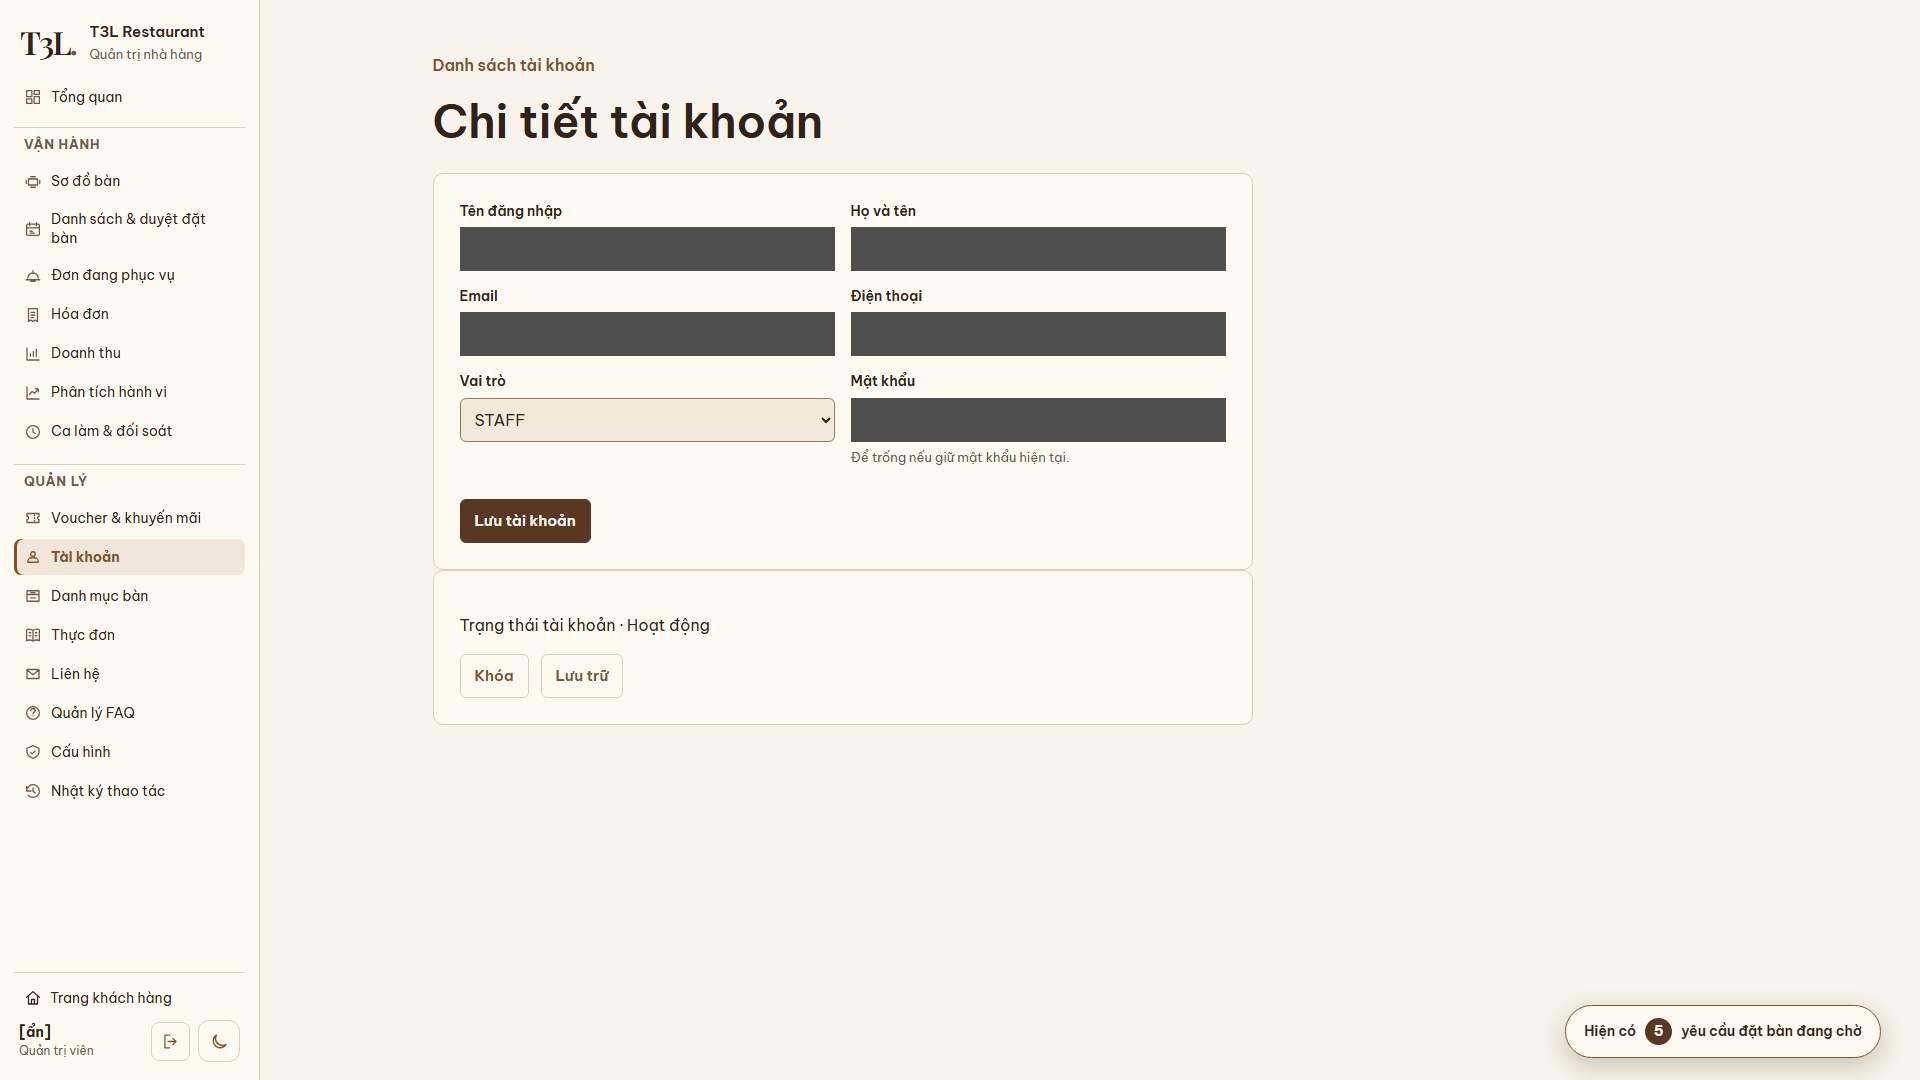 T3L.
T3L Restaurant
Quản trị nhà hàng
Tổng quan
VẬN HÀNH
Sơ đồ bàn
Danh sách & duyệt đặt
bàn
Đơn đang phục vụ
Hóa đơn
Doanh thu
Phân tích hành vi
Ca làm & đối soát
QUẢN LÝ
Voucher & khuyến mãi
Tài khoản
Danh mục bàn
Thực đơn
Liên hệ
Quản lý FAQ
Cấu hình
Nhật ký thao tác
Trang khách hàng
[ẩn]
Quản trị viên
Danh sách tài khoản
Chi tiết tài khoản
Tên đăng nhập
Họ và tên
Email
Điện thoại
Vai trò
Mật khẩu
STAFF
Để trống nếu giữ mật khẩu hiện tại.
Lưu tài khoản
Trạng thái tài khoản · Hoạt động
Khóa
Lưu trữ
Hiện có 5 yêu cầu đặt bàn đang chờ